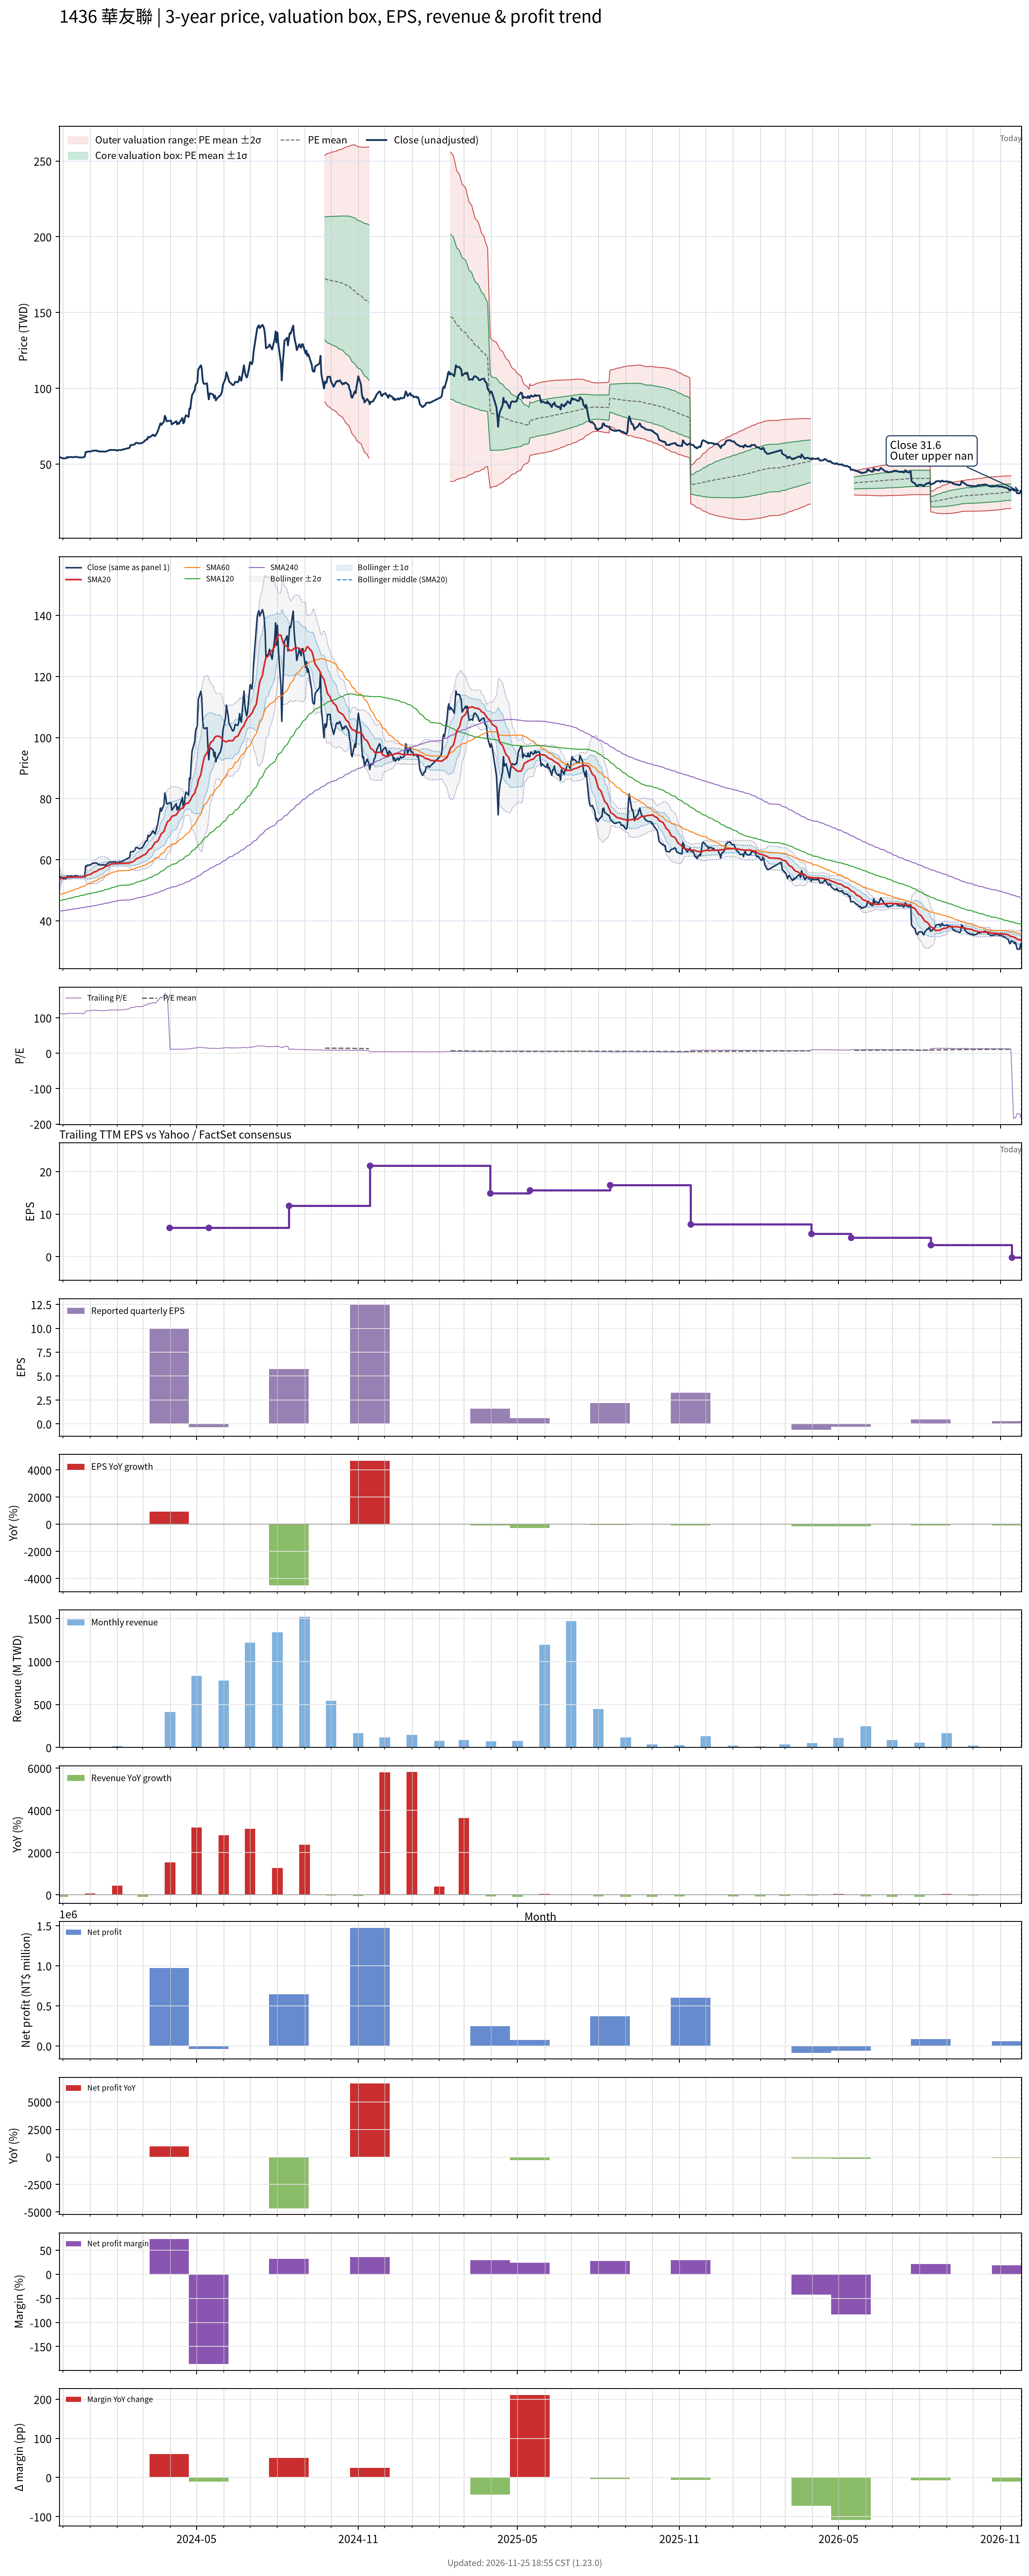 1436 華友聯 | 3-year price, valuation box, EPS, revenue & profit trend
Outer valuation range: PE mean ±2σ
Core valuation box: PE mean ±1σ
PE mean
Close (unadjusted)
Today
250
200
150
100
50
Price (TWD)
Close 31.6
Outer upper nan
Close (same as panel 1)
SMA20
SMA60
SMA120
SMA240
Bollinger ±2σ
Bollinger ±1σ
Bollinger middle (SMA20)
140
120
100
80
60
40
Price
Trailing P/E
P/E mean
100
0
-100
-200
P/E
Trailing TTM EPS vs Yahoo / FactSet consensus
Today
20
10
0
EPS
Reported quarterly EPS
12.5
10.0
7.5
5.0
2.5
0.0
EPS
EPS YoY growth
4000
2000
0
-2000
-4000
YoY (%)
Monthly revenue
1500
1000
500
0
Revenue (M TWD)
Revenue YoY growth
6000
4000
2000
0
YoY (%)
Month
1e6
Net profit
1.5
1.0
0.5
0.0
Net profit (NT$ million)
Net profit YoY
5000
2500
0
-2500
-5000
YoY (%)
Net profit margin
50
0
-50
-100
-150
Margin (%)
Margin YoY change
200
100
0
-100
Δ margin (pp)
2024-05
2024-11
2025-05
2025-11
2026-05
2026-11
Updated: 2026-11-25 18:55 CST (1.23.0)